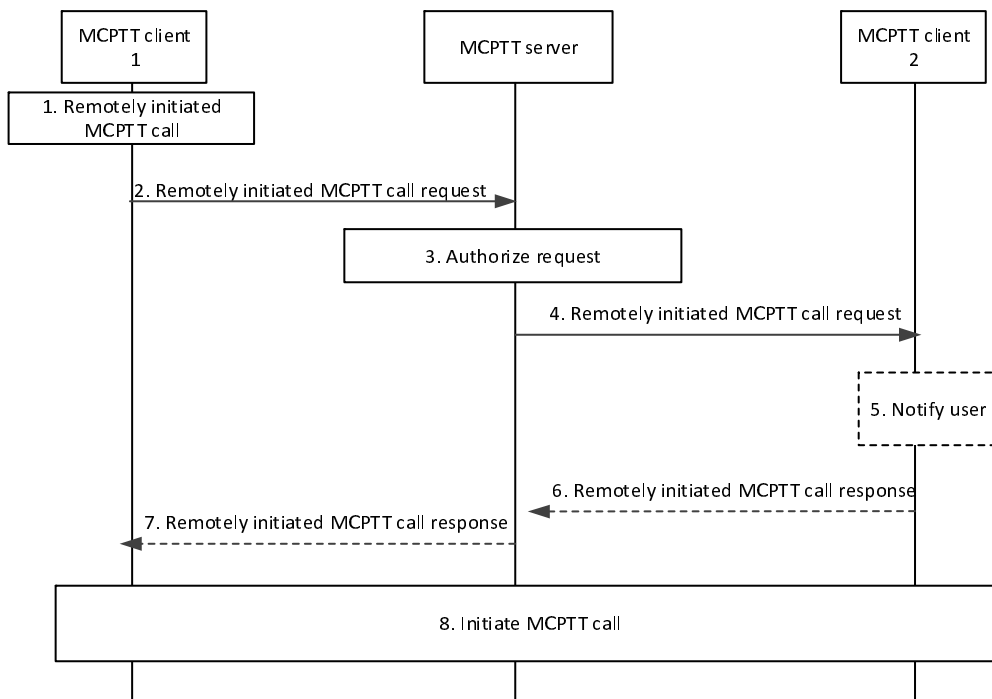 MCPTT client
1
MCPTT server
MCPTT client
2
1. Remotely initiated
MCPTT call
2. Remotely initiated MCPTT call request
3. Authorize request
4. Remotely initiated MCPTT call request
5. Notify user
6. Remotely initiated MCPTT call response
7. Remotely initiated MCPTT call response
8. Initiate MCPTT call